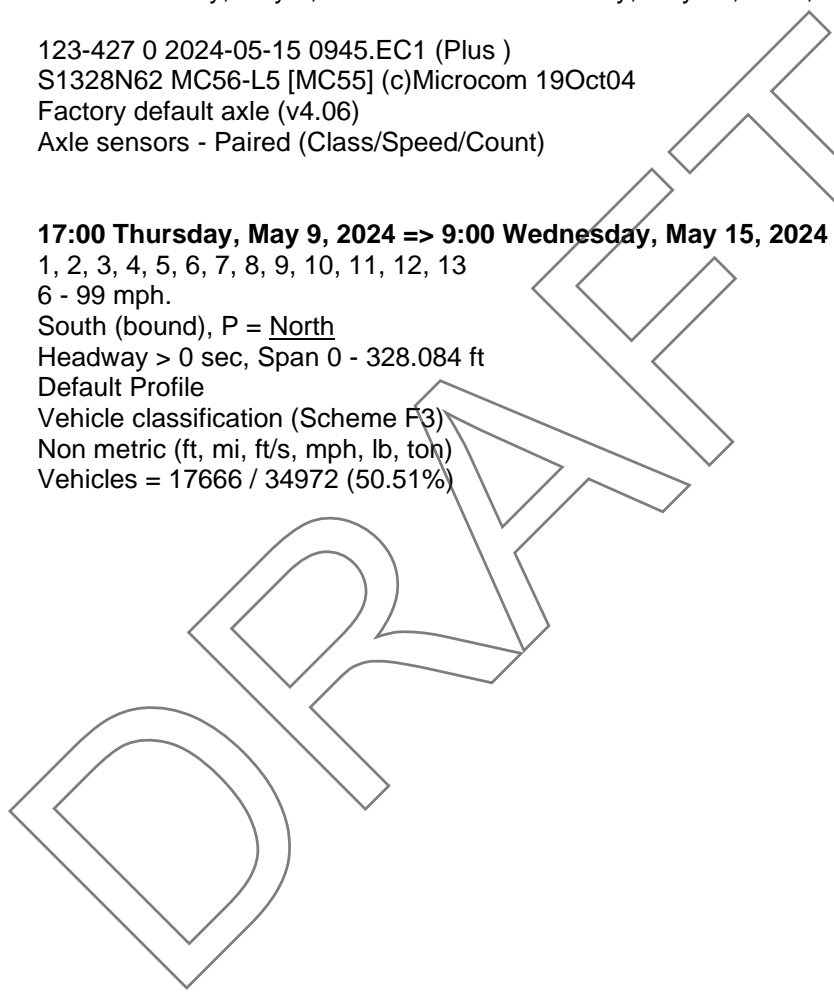 123-427 0 2024-05-15 0945.EC1 (Plus )
S1328N62 MC56-L5 [MC55] (c)Microcom 19Oct04
Factory default axle (v4.06)
Axle sensors - Paired (Class/Speed/Count)
17:00 Thursday, May 9, 2024 => 9:00 Wednesday, May 15, 2024
1, 2, 3, 4, 5, 6, 7, 8, 9, 10, 11, 12, 13
6 - 99 mph.
South (bound), P = North
Headway > 0 sec, Span 0 - 328.084 ft
Default Profile
Vehicle classification (Scheme F3)
Non metric (ft, mi, ft/s, mph, lb, ton)
Vehicles = 17666 / 34972 (50.51%)
DRAFT